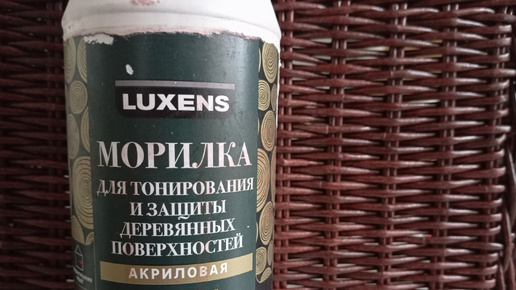 LUXENS
МОРИЛКА
ДЛЯ ТОНИРОВАНИЯ
И ЗАЩИТЫ
ДЕРЕВЯННЫХ
ПОВЕРХНОСТЕЙ
АКРИЛОВАЯ